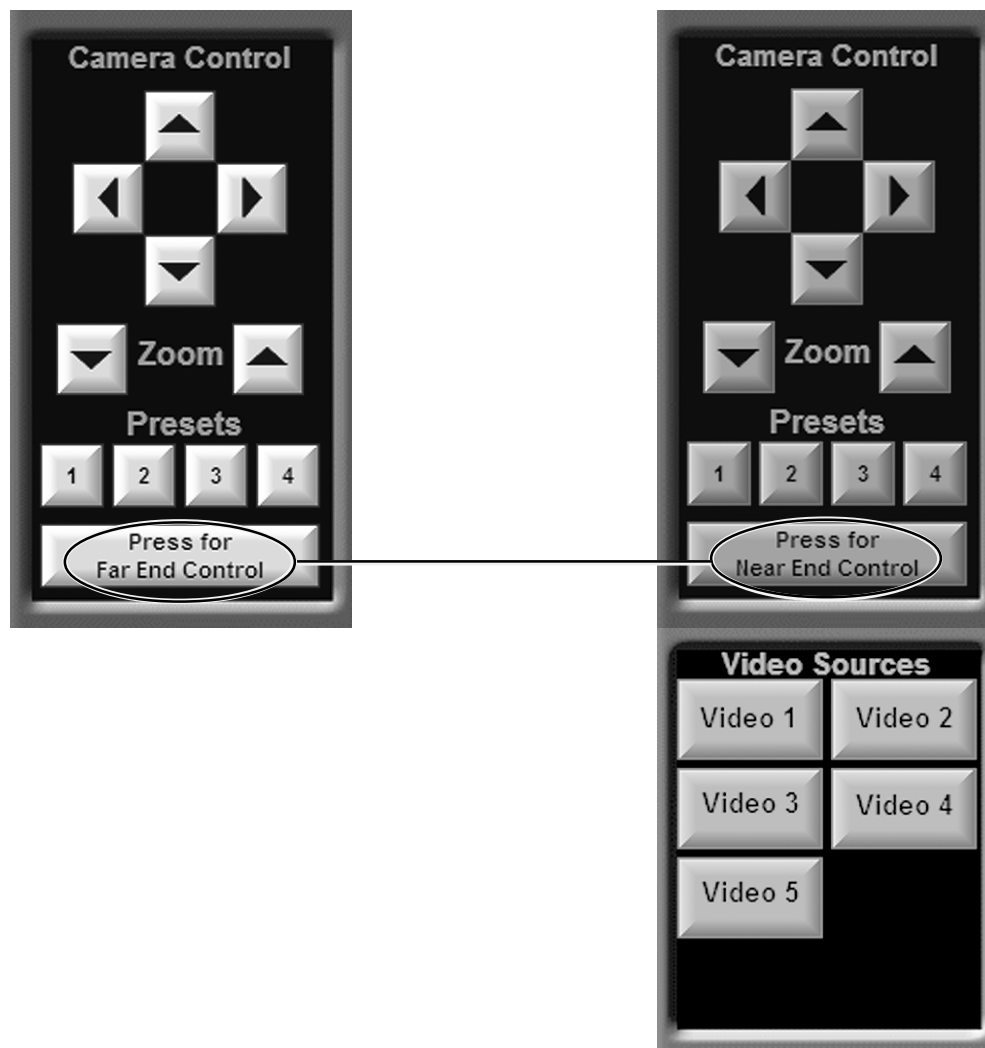 Camera Control
Zoom
Presets
1 2 3 4
Press for
Far End Control
Camera Control
Zoom
Presets
1 2 3 4
Press for
Near End Control
Video Sources
Video 1 Video 2
Video 3 Video 4
Video 5